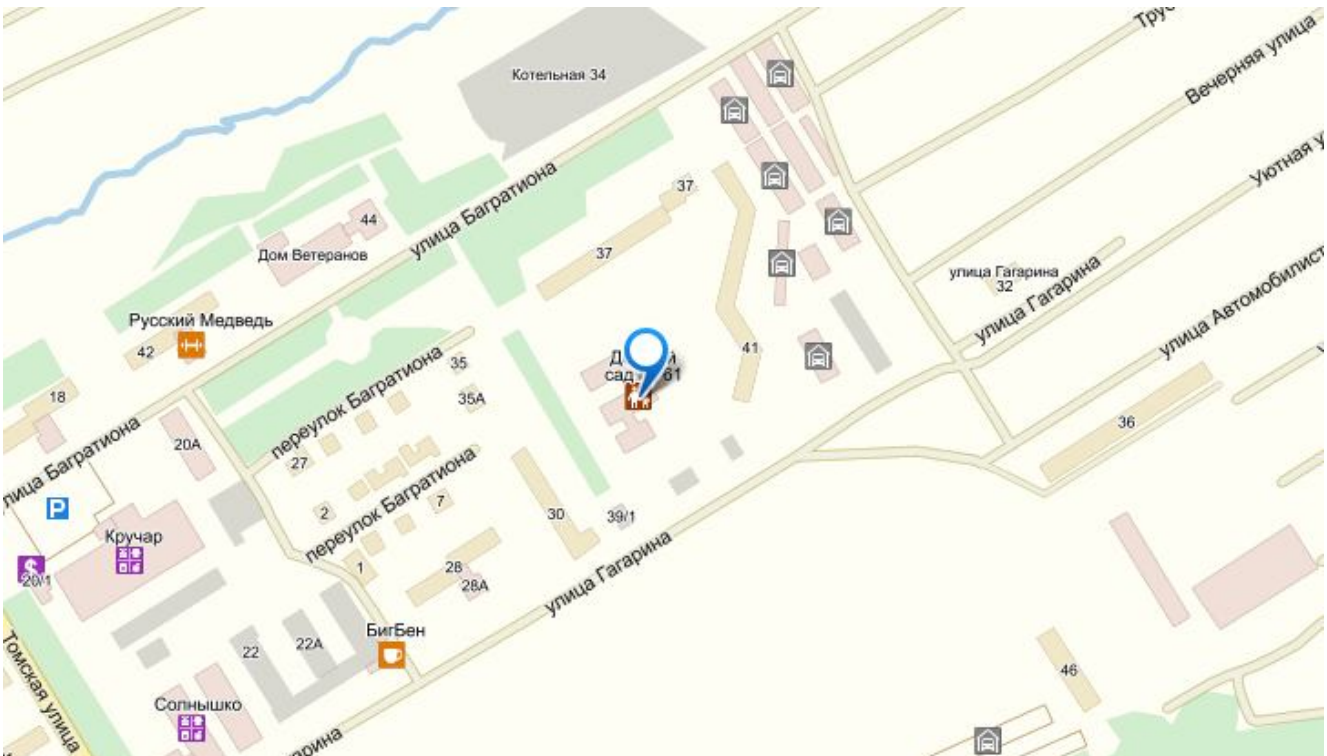 Котельная 34
Вечерняя улица
Уютная
37
44
улица Багратиона
Дом Ветеранов
37
улица Гагарина
32
улица Гагарина
Русский Медведь
42
41
35
сад 61
18
35А
переулок Багратиона
36
20А
27
улица Багратиона
P
7
2
30
39/1
переулок Багратиона
Кручар
20/1
1
28
28А
улица Гагарина
БигБен
22А
22
46
Томская улица
Солнышко